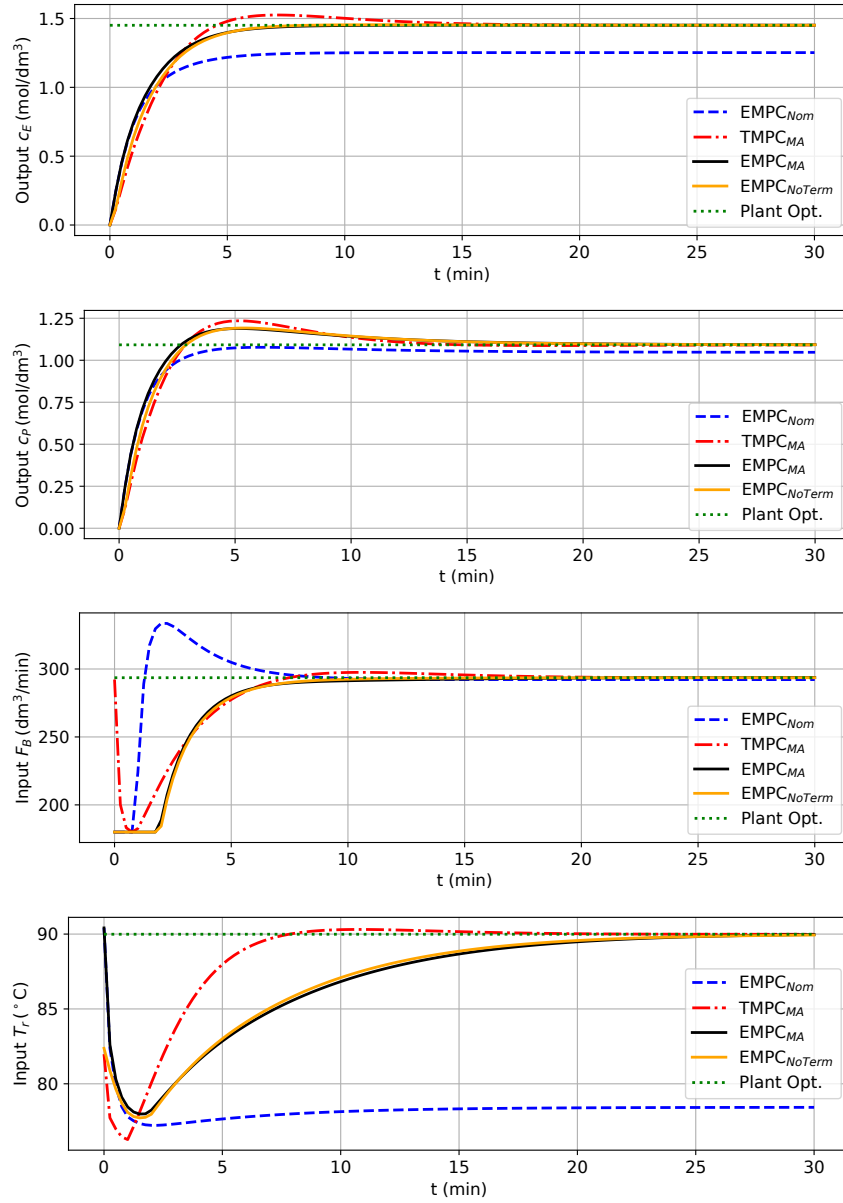 1.5
1.0
0.5
0.0
Output c_E (mol/dm³)
EMPC_Nom
TMPC_MA
EMPC_MA
EMPC_NoTerm
Plant Opt.
0 5 10 15 20 25 30
t (min)
1.25
1.00
0.75
0.50
0.25
0.00
Output c_P (mol/dm³)
EMPC_Nom
TMPC_MA
EMPC_MA
EMPC_NoTerm
Plant Opt.
0 5 10 15 20 25 30
t (min)
300
250
200
Input F_B (dm³/min)
EMPC_Nom
TMPC_MA
EMPC_MA
EMPC_NoTerm
Plant Opt.
0 5 10 15 20 25 30
t (min)
90
85
80
Input T_r (°C)
EMPC_Nom
TMPC_MA
EMPC_MA
EMPC_NoTerm
Plant Opt.
0 5 10 15 20 25 30
t (min)